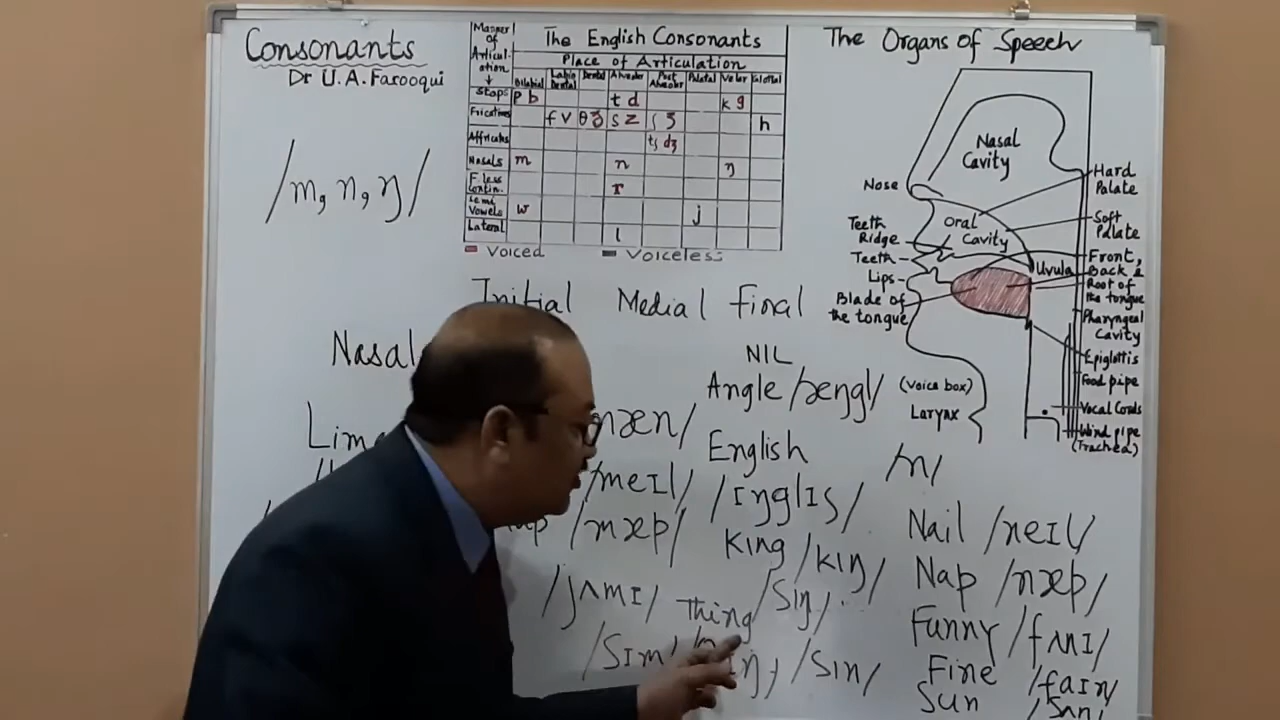 Consonants
Dr U. A. Farooqui
/m, n, ŋ/
Manner of Articul-ation ↓
The English Consonants
Place of Articulation
Bilabial Labio Dental Dental Alveolar Post Alveolar Palatal Velar Glottal
Stops p b t d k g
Fricatives f v θ ʒ s z ʃ ʒ h
Affricates tʃ dʒ
Nasals m n ŋ
F. less Contin. r
Semi Vowels w j
Lateral l
Voiced Voiceless
Initial Medial Final
Nasal
NIL
Angle /æŋgl/
English
/ɪŋglɪʃ/
King /kɪŋ/
Thing /sɪŋ/
/sɪn/
/meɪl/
/mæp/
/jʌmɪ/
/sɪm/
/n/
Nail /neɪl/
Nap /næp/
Funny /fʌnɪ/
Fine /faɪn/
Sun /sʌn/
The Organs of Speech
Nasal Cavity
Nose
Hard Palate
Oral Cavity
Soft Palate
Teeth Ridge
Teeth
Lips
Blade of the tongue
Uvula
Front, Back & Root of the tongue
Pharyngeal Cavity
Epiglottis
Food pipe
(Voice box)
Larynx
Vocal Cords
Wind pipe
(Trachea)